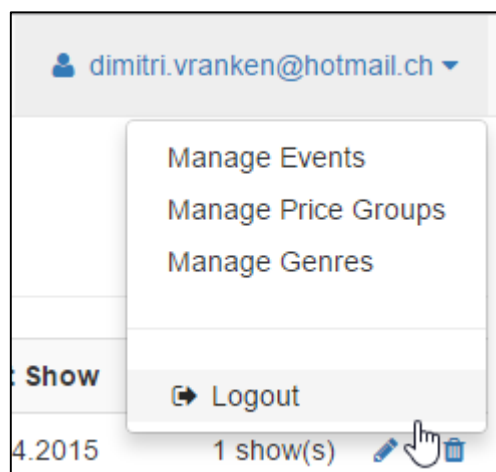 dimitri.vranken@hotmail.ch
Manage Events
Manage Price Groups
Manage Genres
Show
Logout
4.2015 1 show(s)